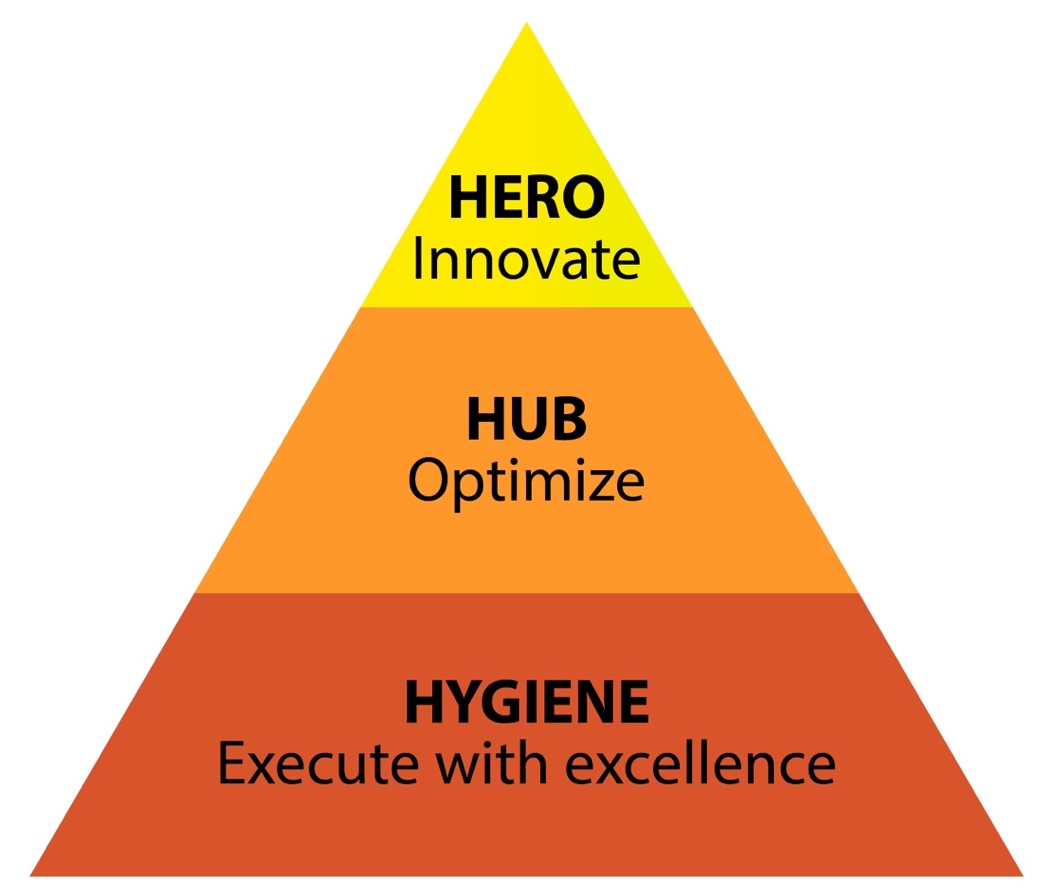 HERO
Innovate
HUB
Optimize
HYGIENE
Execute with excellence